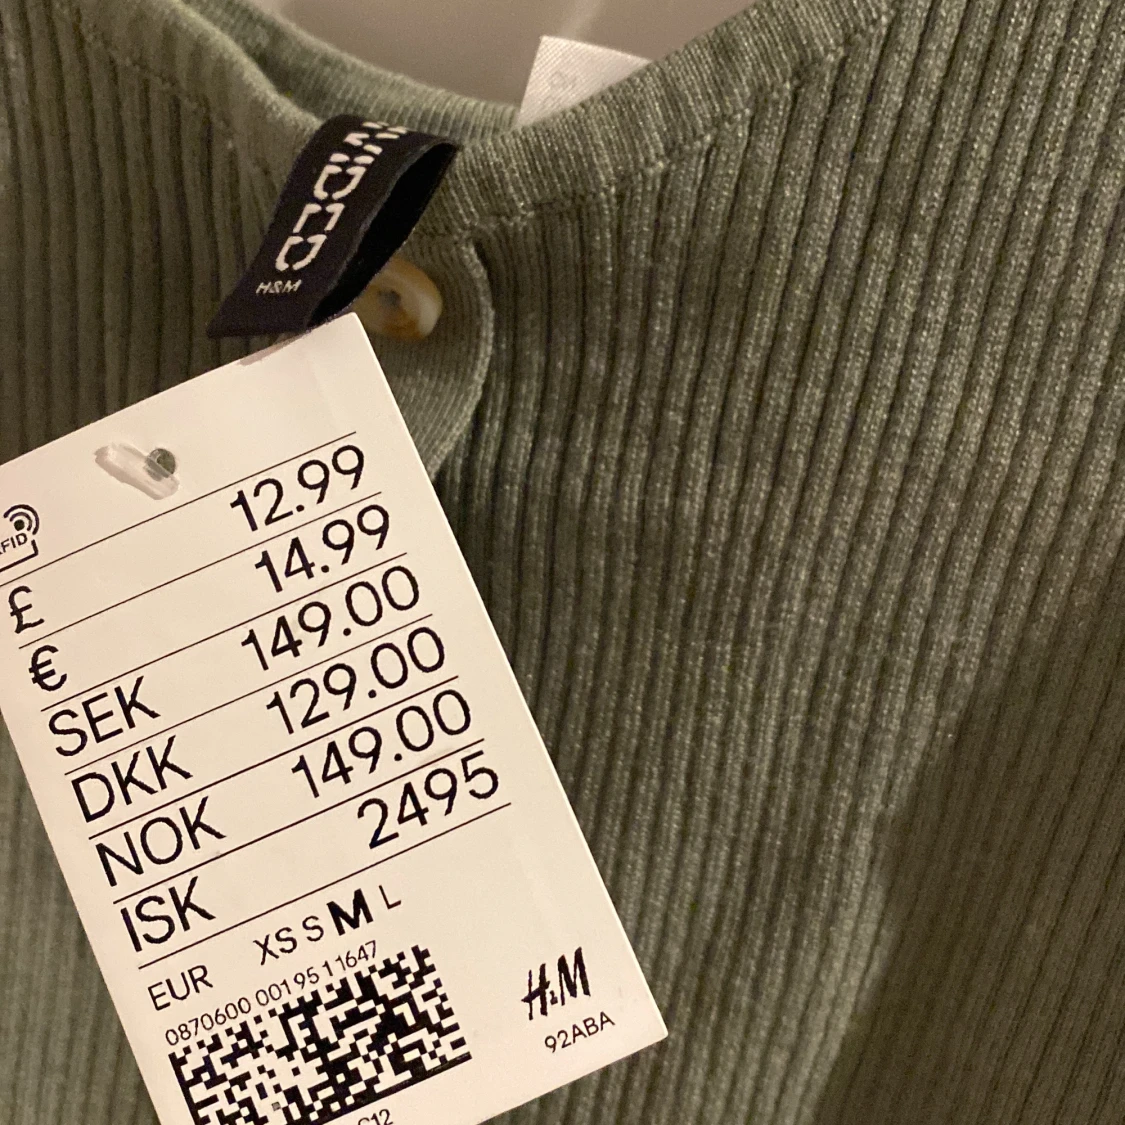 DIVIDED
H&M
RFID
£ 12.99
€ 14.99
SEK 149.00
DKK 129.00
NOK 149.00
ISK 2495
EUR XS S M L
0870600 001 95 1 1647
H&M
92ABA